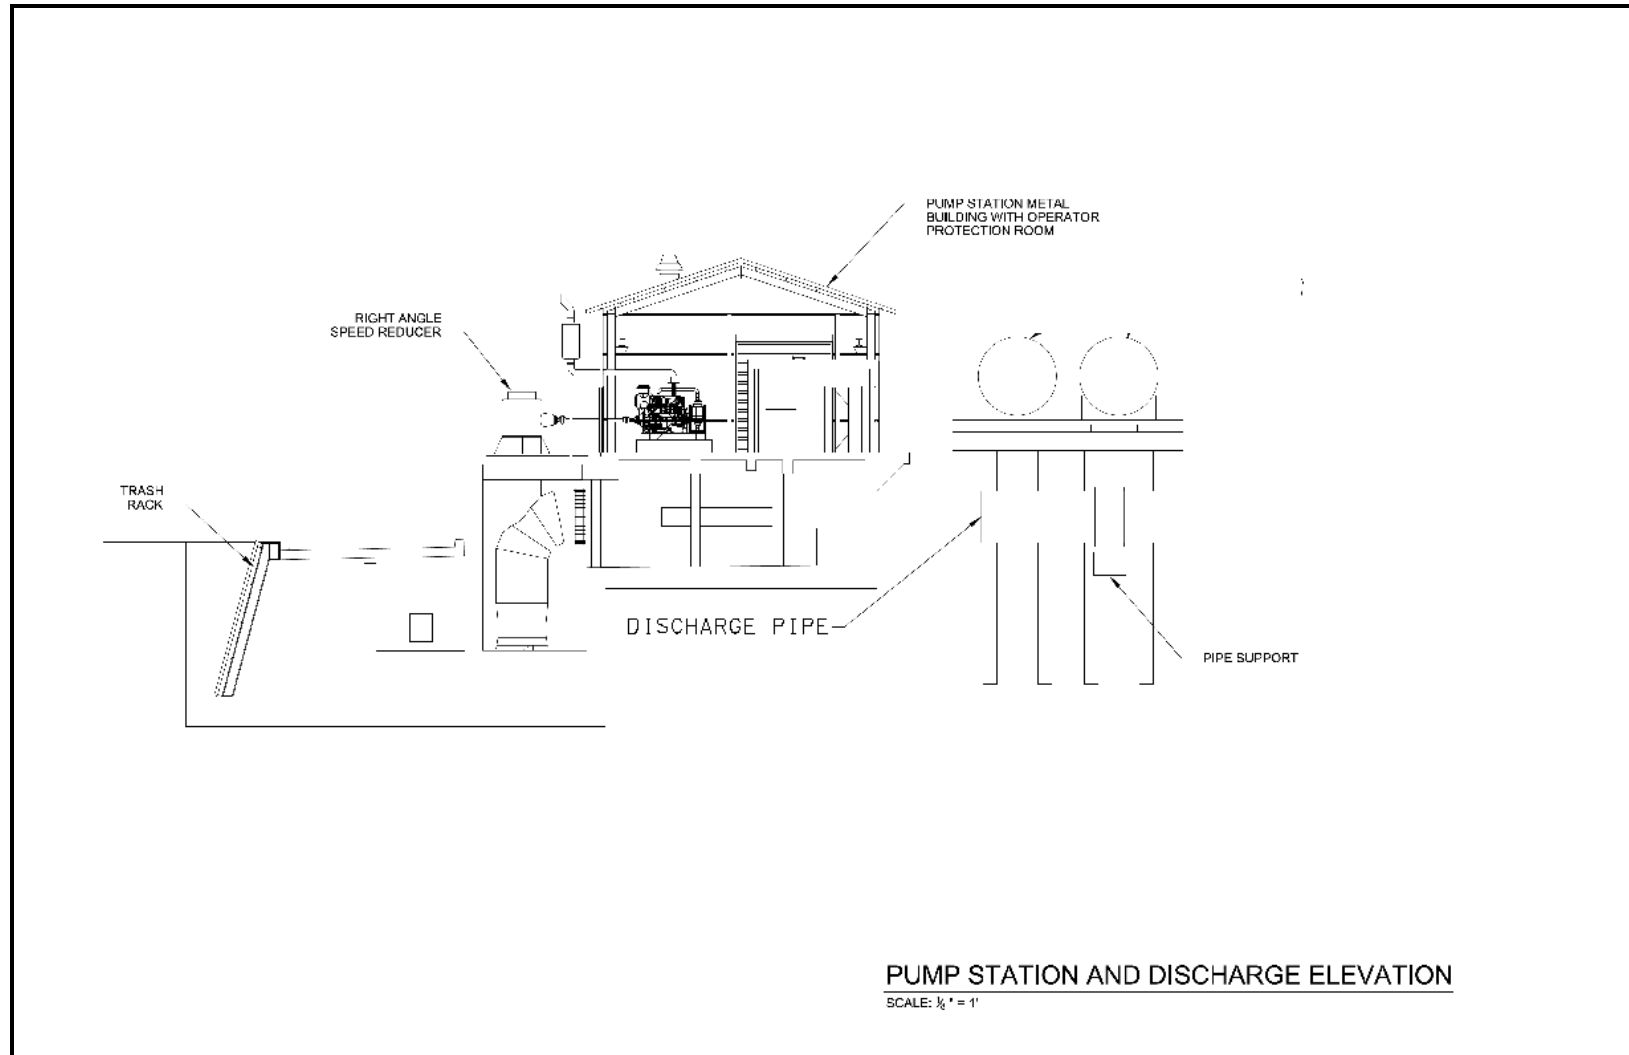 PUMP STATION METAL
BUILDING WITH OPERATOR
PROTECTION ROOM
RIGHT ANGLE
SPEED REDUCER
TRASH
RACK
DISCHARGE PIPE
PIPE SUPPORT
PUMP STATION AND DISCHARGE ELEVATION
SCALE: ⅛" = 1'